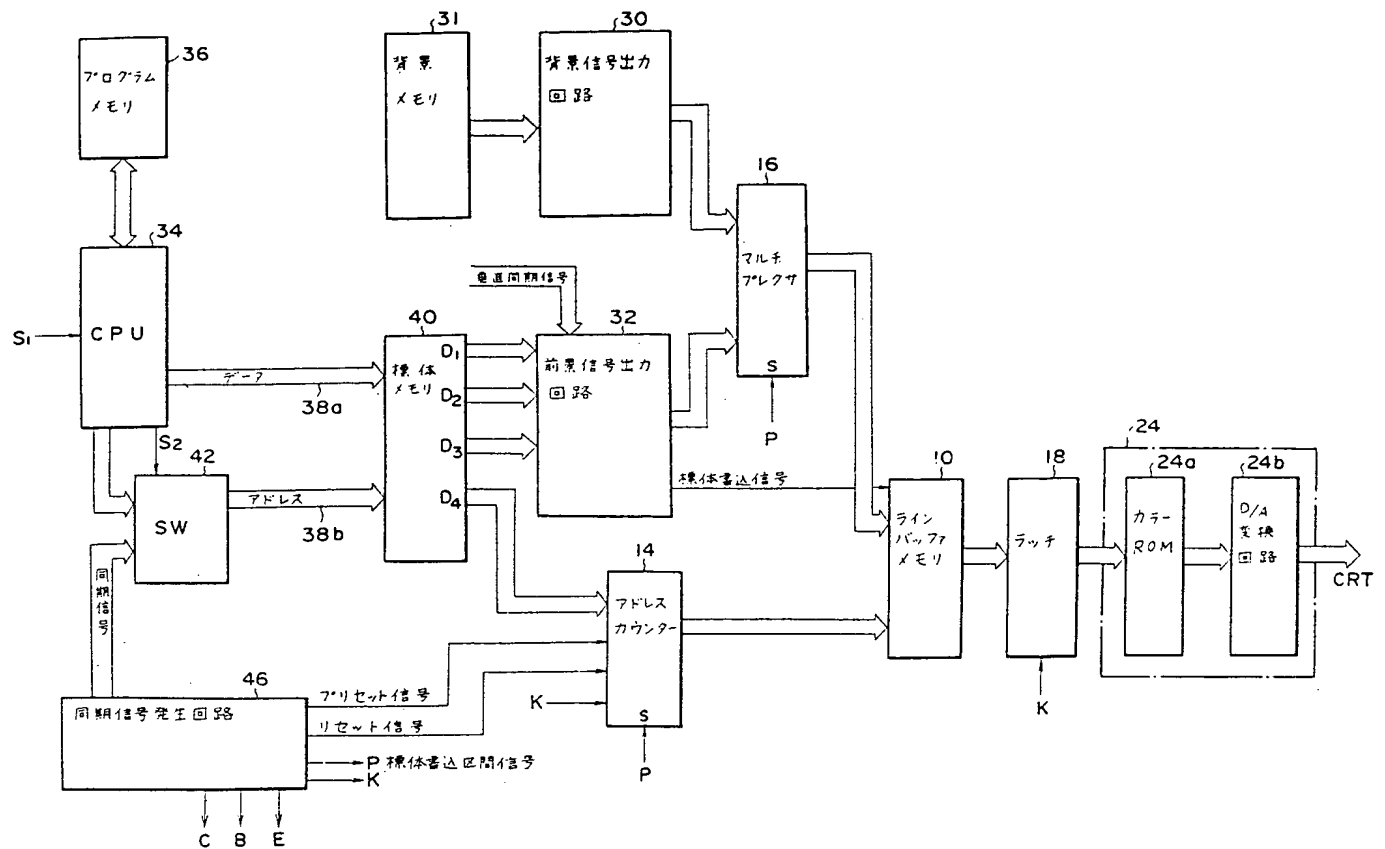 31
30
36
プログラム
メモリ
背景
メモリ
背景信号出力
回路
16
34
マルチ
プレクサ
垂直同期信号
S1
CPU
40
32
D1
標体
メモリ
前景信号出力
回路
S
データ
38a
D2
P
S2
42
D3
24
10
18
24a
24b
標体書込信号
アドレス
38b
D4
SW
ライン
バッファ
メモリ
ラッチ
カラー
ROM
D/A
変換
回路
14
CRT
同期信号
アドレス
カウンター
46
プリセット信号
K
K
同期信号発生回路
リセット信号
S
P 標体書込区間信号
P
K
C
B
E